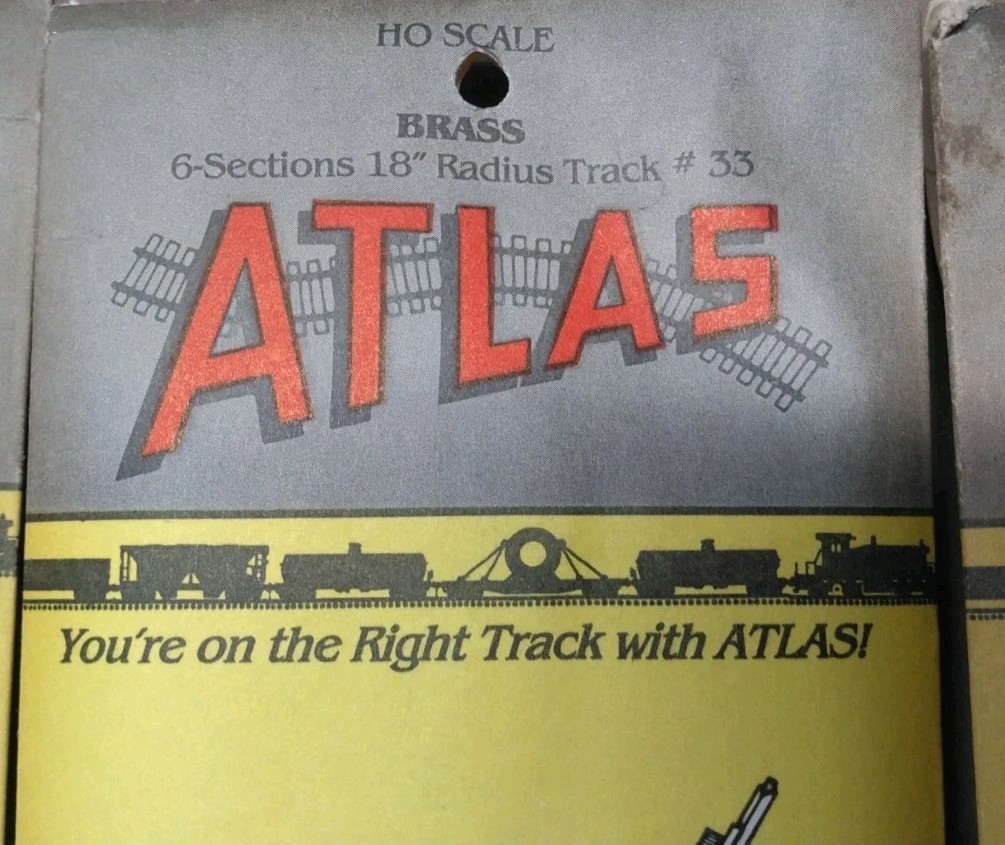 HO SCALE
BRASS
6-Sections 18" Radius Track # 33
ATLAS
You're on the Right Track with ATLAS!